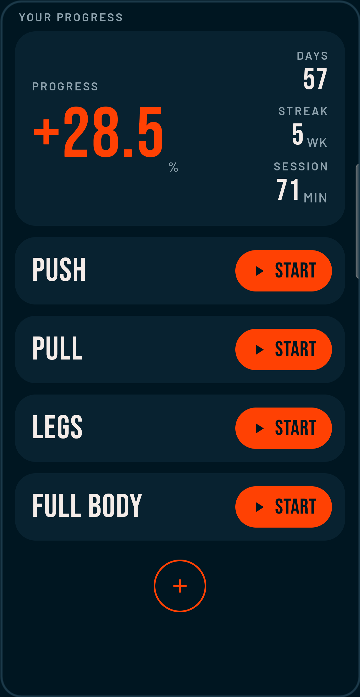 YOUR PROGRESS
PROGRESS
+28.5 %
DAYS
57
STREAK
5 WK
SESSION
71 MIN
PUSH START
PULL START
LEGS START
FULL BODY START
+